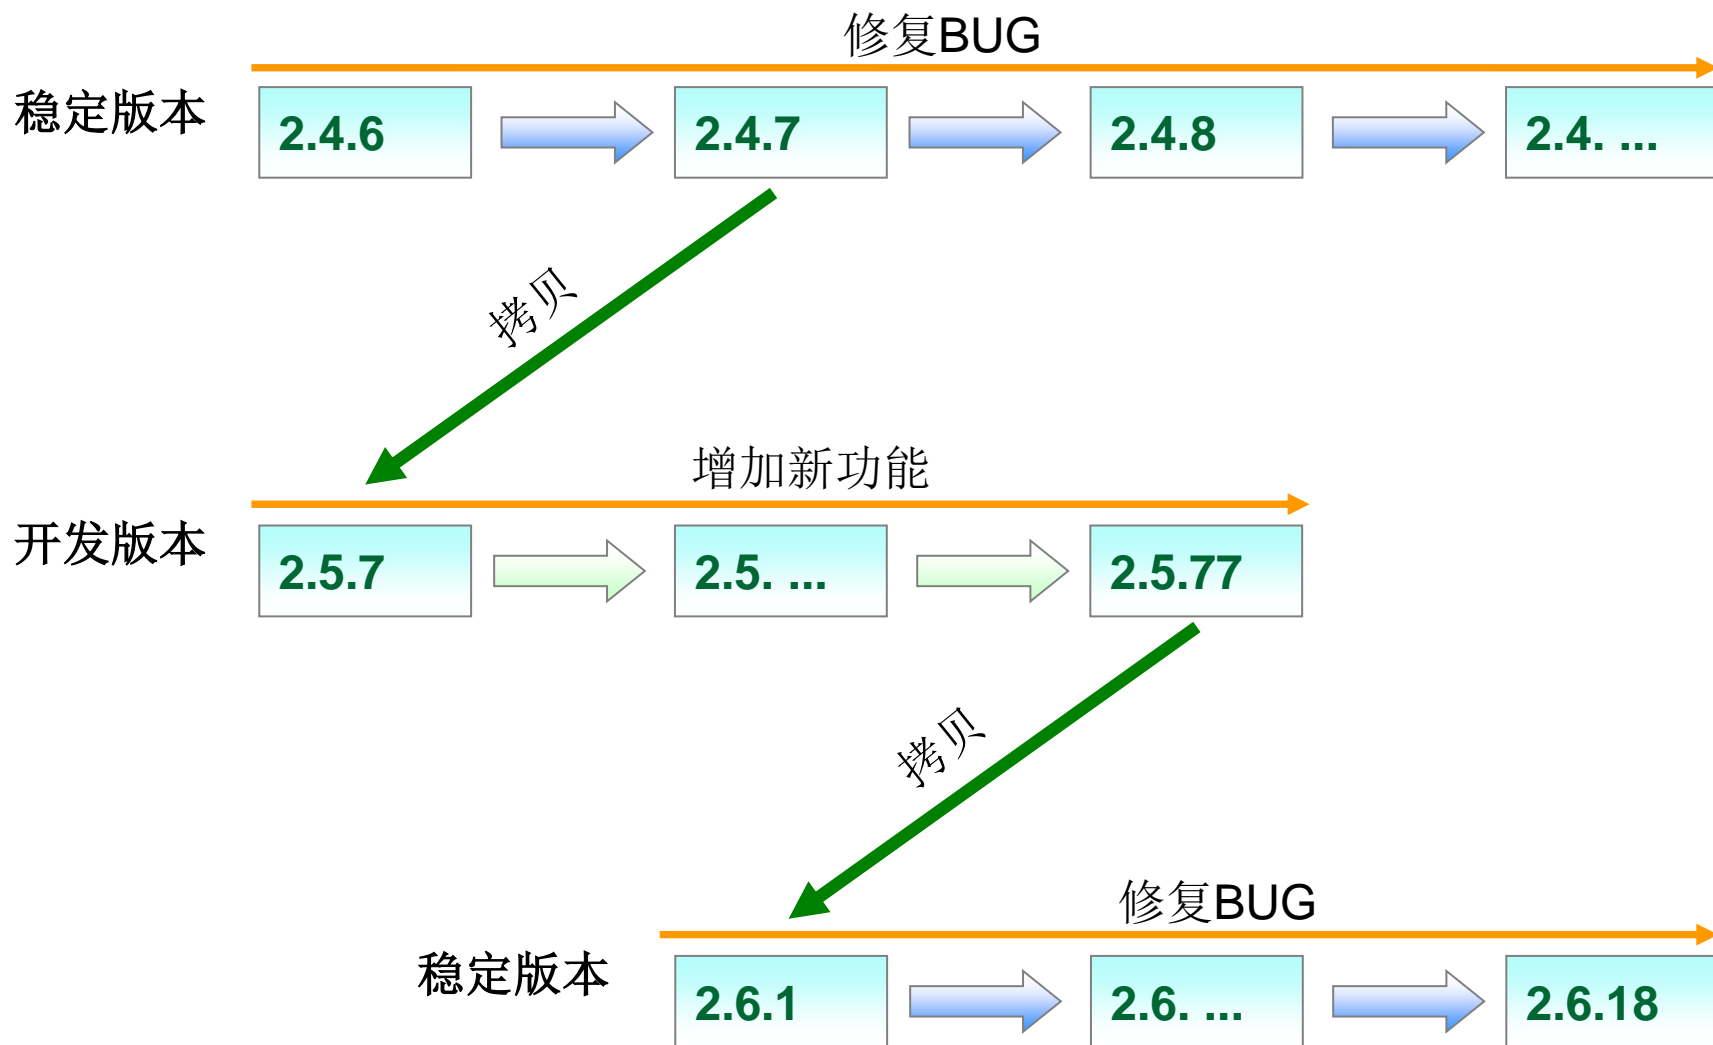 修复BUG
稳定版本
2.4.6
2.4.7
2.4.8
2.4. ...
拷贝
增加新功能
开发版本
2.5.7
2.5. ...
2.5.77
拷贝
修复BUG
稳定版本
2.6.1
2.6. ...
2.6.18